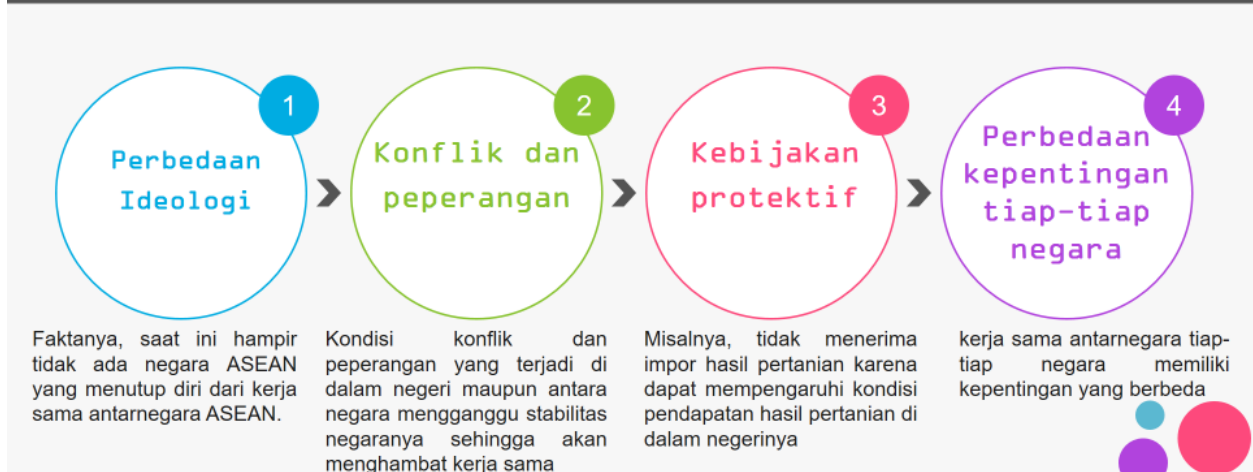 1
Perbedaan
Ideologi
2
Konflik dan
peperangan
3
Kebijakan
protektif
4
Perbedaan
kepentingan
tiap-tiap
negara
Faktanya, saat ini hampir
tidak ada negara ASEAN
yang menutup diri dari kerja
sama antarnegara ASEAN.
Kondisi konflik dan
peperangan yang terjadi di
dalam negeri maupun antara
negara mengganggu stabilitas
negaranya sehingga akan
menghambat kerja sama
Misalnya, tidak menerima
impor hasil pertanian karena
dapat mempengaruhi kondisi
pendapatan hasil pertanian di
dalam negerinya
kerja sama antarnegara tiap-
tiap negara memiliki
kepentingan yang berbeda